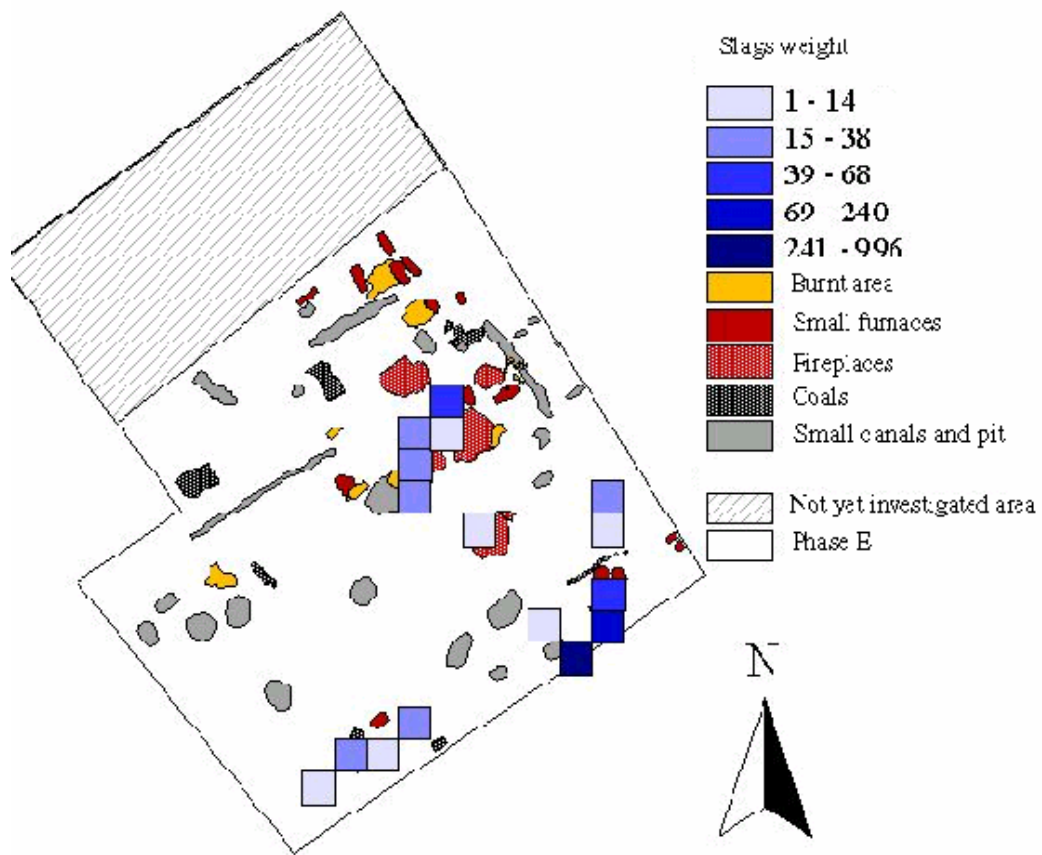 Slags weight
1 - 14
15 - 38
39 - 68
69 240
241 - 996
Burnt area
Small furnaces
Fireplaces
Coals
Small canals and pit
Not yet investigated area
Phase E
N